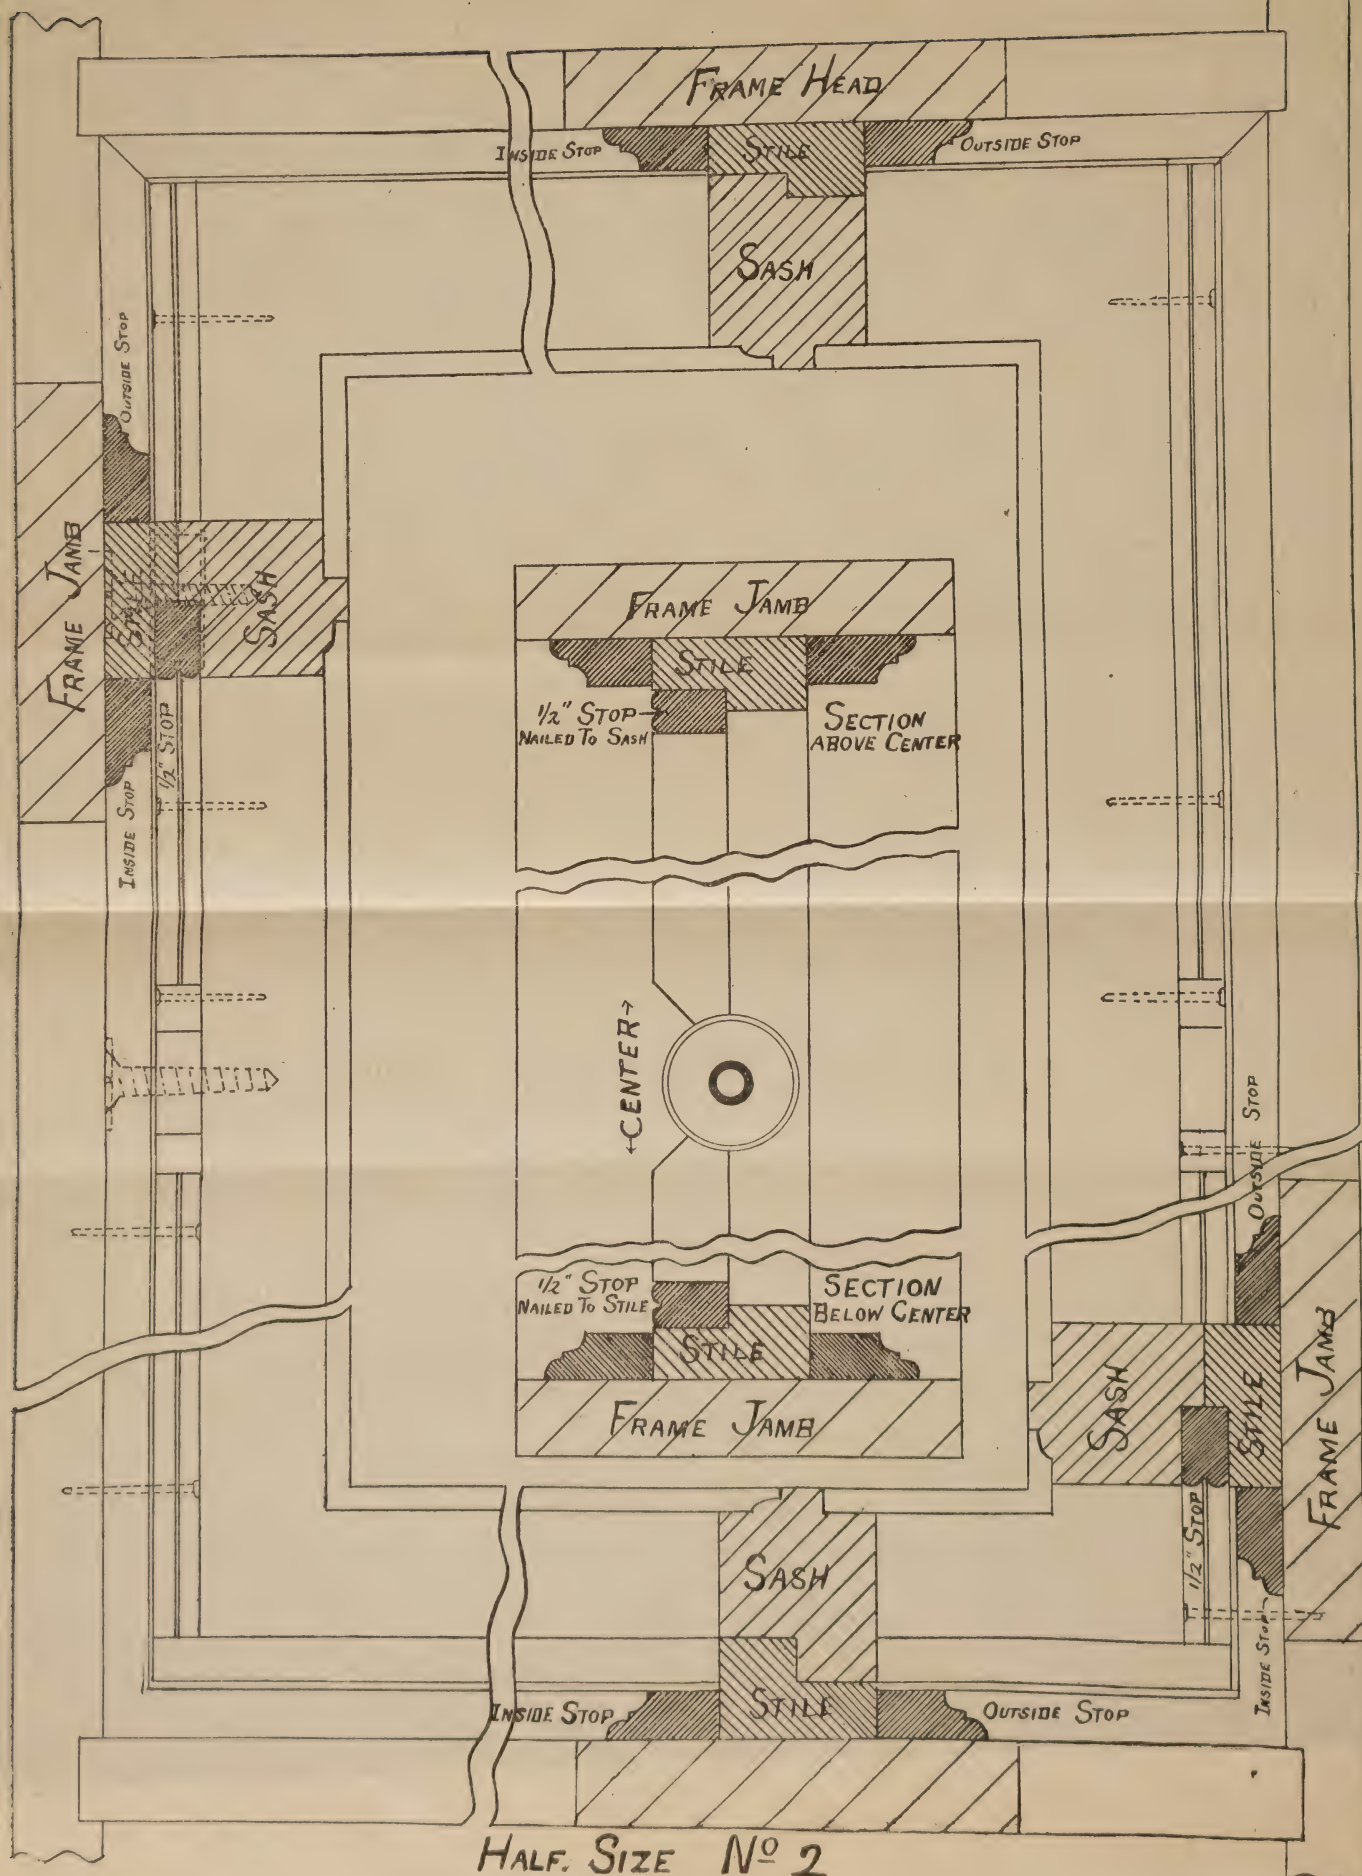 FRAME HEAD
INSIDE STOP
STILE
OUTSIDE STOP
SASH
OUTSIDE STOP
FRAME JAMB
STILE
SASH
1/2" STOP
INSIDE STOP
FRAME JAMB
STILE
1/2" STOP
NAILED TO SASH
SECTION
ABOVE CENTER
CENTER
1/2" STOP
NAILED TO STILE
SECTION
BELOW CENTER
STILE
FRAME JAMB
OUTSIDE STOP
SASH
STILE
FRAME JAMB
1/2" STOP
INSIDE STOP
SASH
INSIDE STOP
STILE
OUTSIDE STOP
HALF. SIZE Nº 2